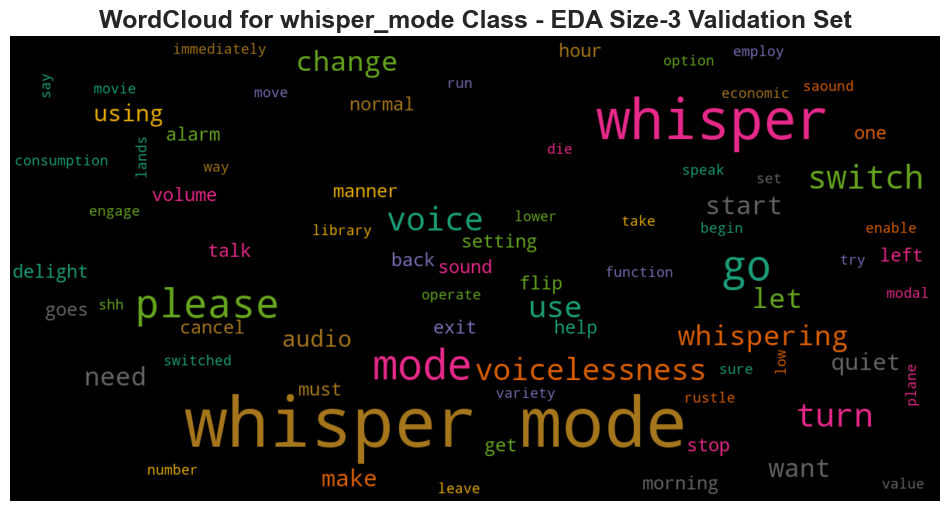 WordCloud for whisper_mode Class - EDA Size-3 Validation Set
immediately
change
hour
option
employ
say
movie
move
run
normal
economic
saound
using
whisper
alarm
one
consumption
lands
way
die
speak
set
switch
volume
manner
engage
voice
lower
take
start
library
setting
begin
enable
talk
back
sound
function
go
try
left
delight
flip
modal
goes
shh
please
operate
use
let
cancel
audio
exit
help
whispering
switched
need
mode
voicelessness
sure
low
quiet
must
variety
rustle
plane
whisper mode
turn
get
stop
number
make
leave
morning
want
value